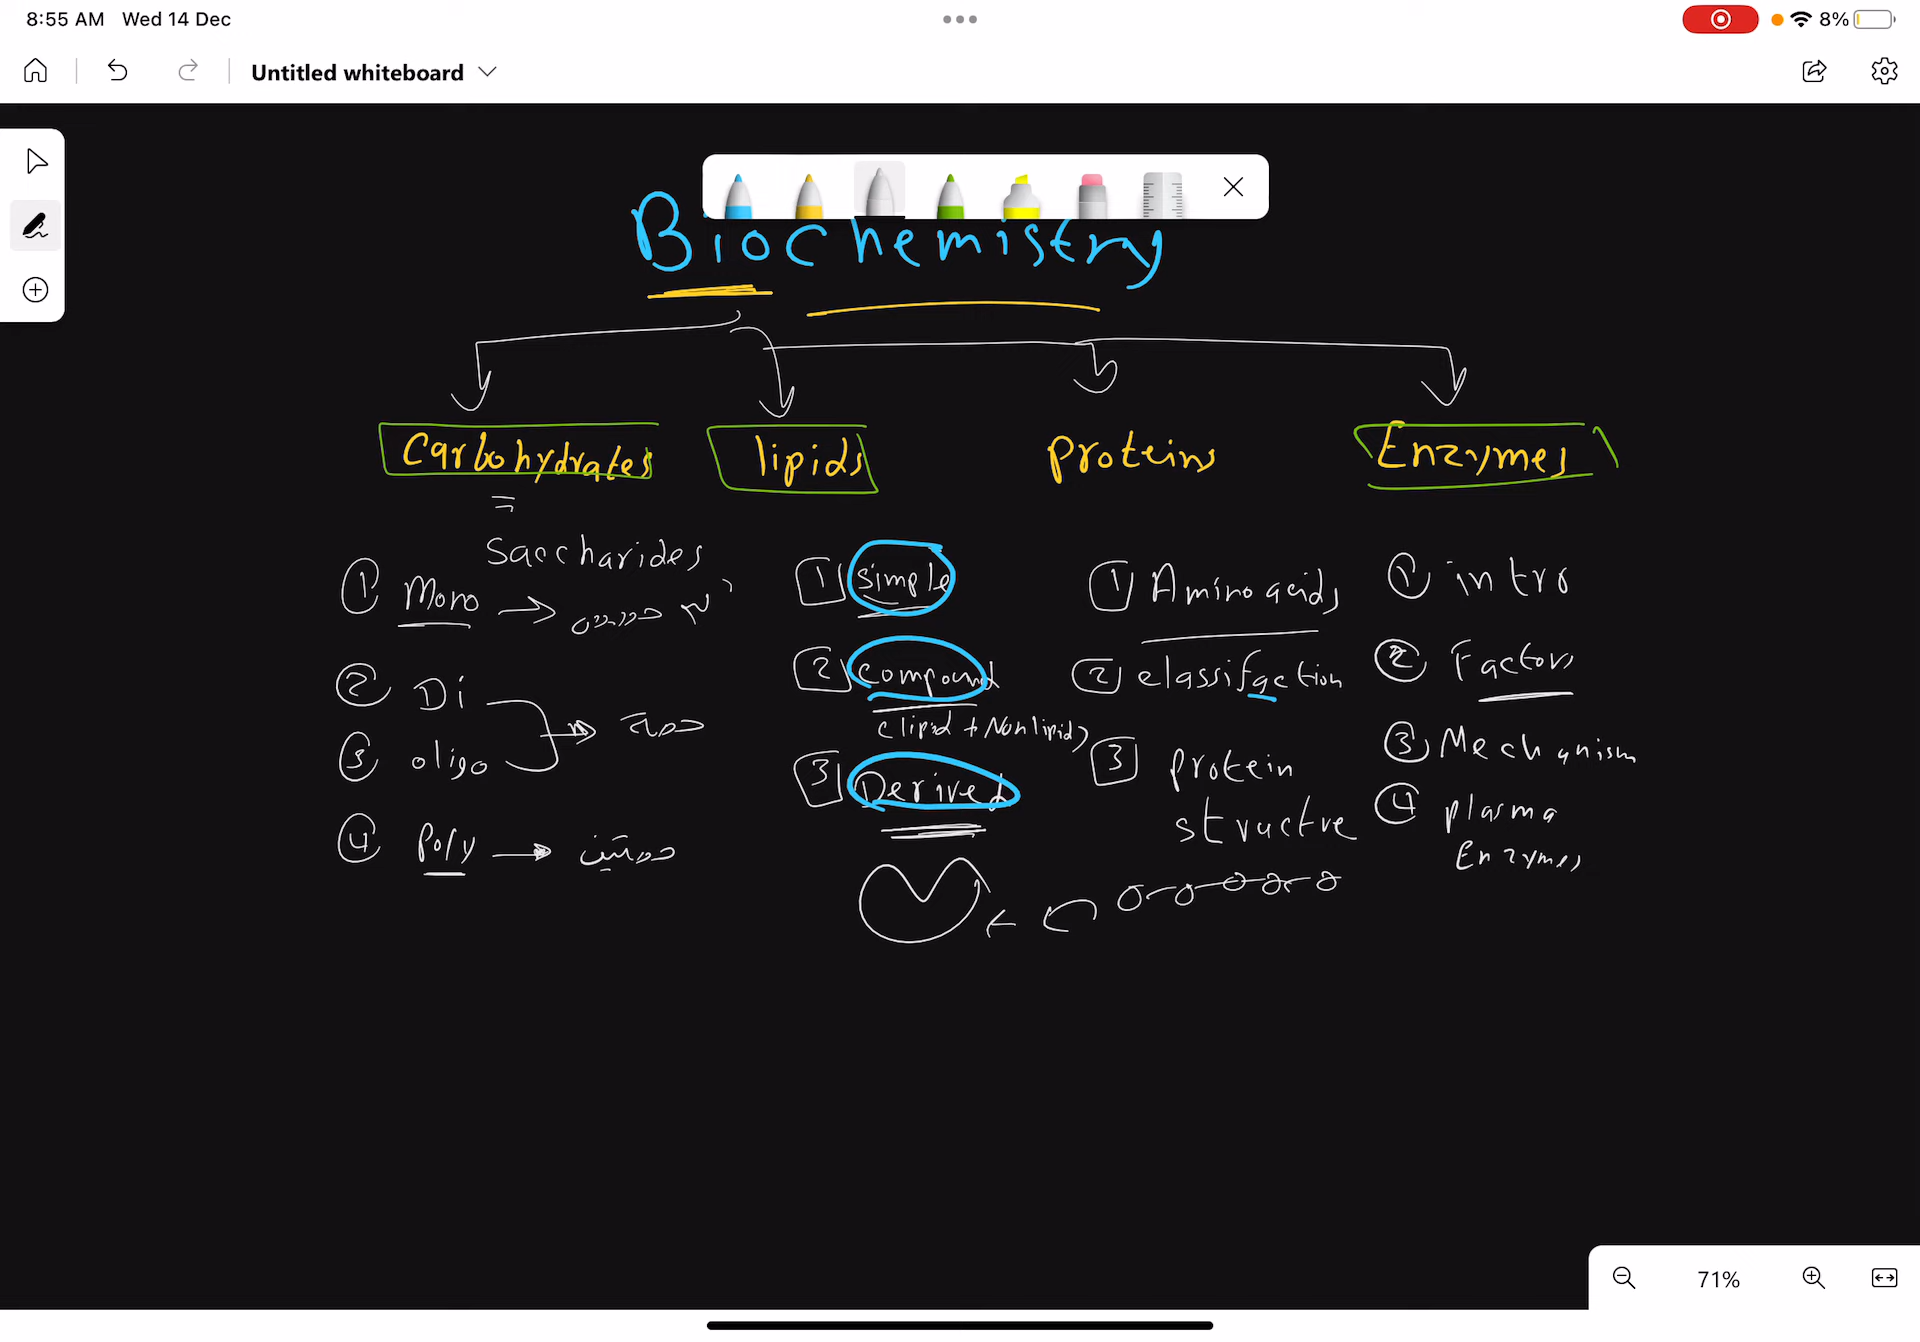 8:55 AM Wed 14 Dec
8%
Untitled whiteboard
Biochemistry
Carbohydrates
lipids
proteins
Enzymes
=
Saccharides
1 Mono →
2 Di
3 oligo
4 Poly →
1 Simple
2 Compound
(lipid + Nonlipid)
3 Derived
1 Amino acids
2 classifaction
3 protein
structre
1 intro
2 Factors
3 Mechanism
4 plasma
Enzymes
71%